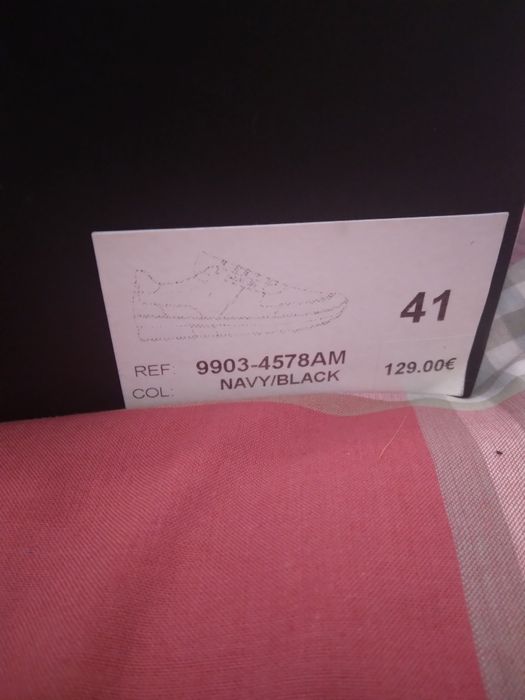 41
REF: 9903-4578AM
COL: NAVY/BLACK
129.00€